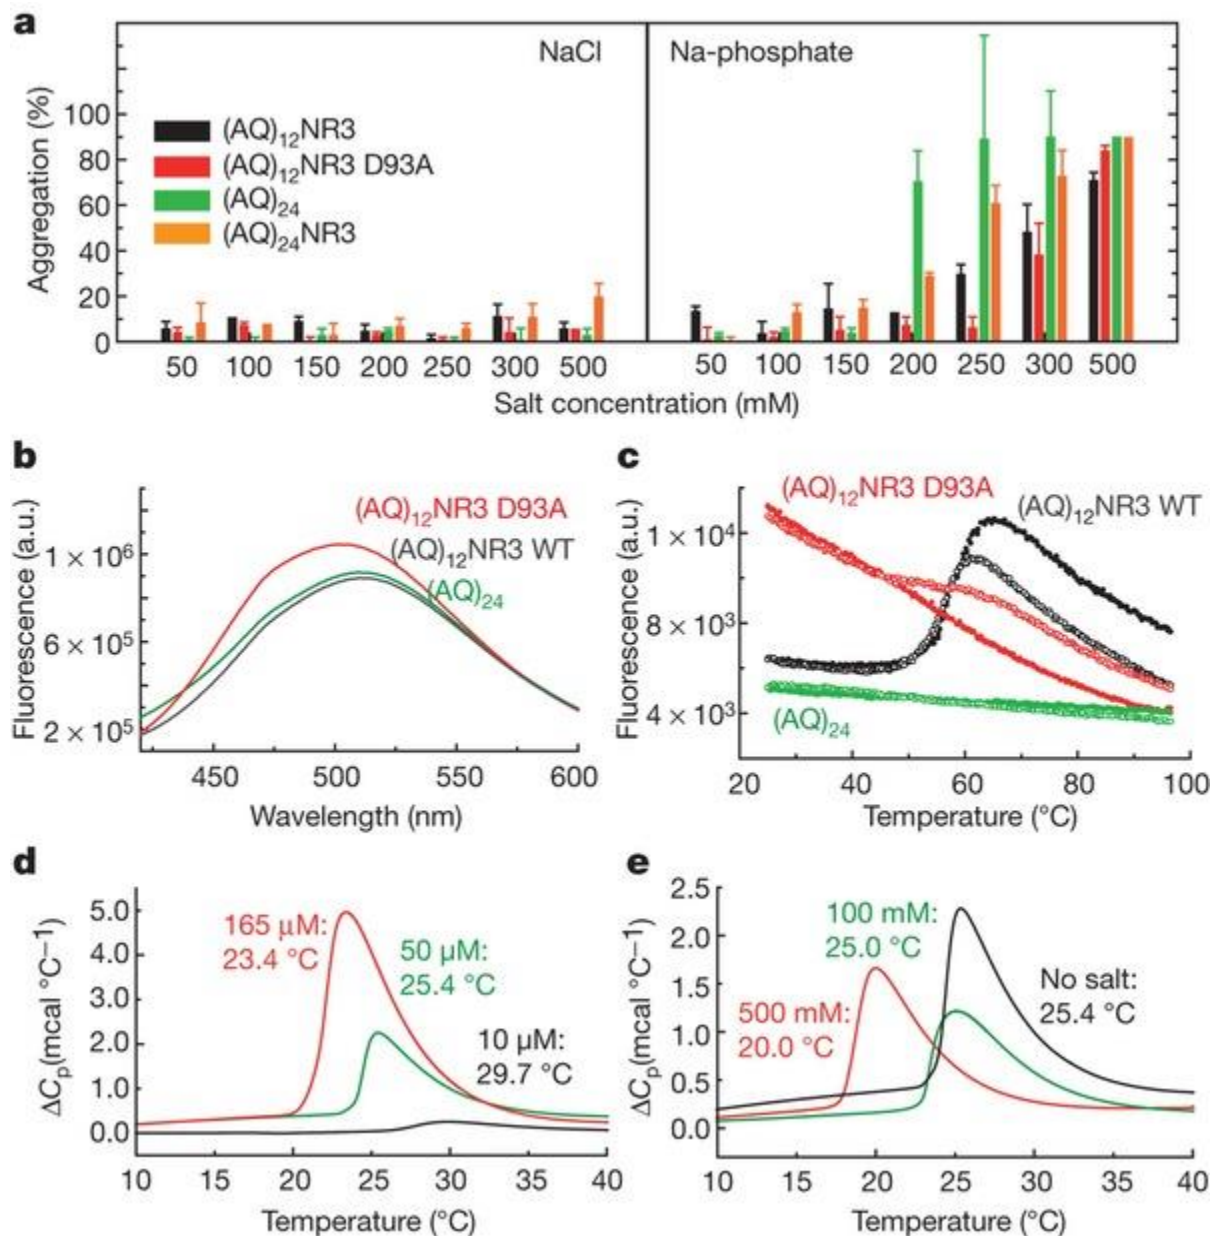 a
NaCl
Na-phosphate
Aggregation (%)
100
80
60
40
20
0
(AQ)₁₂NR3
(AQ)₁₂NR3 D93A
(AQ)₂₄
(AQ)₂₄NR3
50 100 150 200 250 300 500 50 100 150 200 250 300 500
Salt concentration (mM)
b
Fluorescence (a.u.)
1 × 10⁶
6 × 10⁵
2 × 10⁵
(AQ)₁₂NR3 D93A
(AQ)₁₂NR3 WT
(AQ)₂₄
450 500 550 600
Wavelength (nm)
c
Fluorescence (a.u.)
1 × 10⁴
8 × 10³
4 × 10³
(AQ)₁₂NR3 D93A
(AQ)₁₂NR3 WT
(AQ)₂₄
20 40 60 80 100
Temperature (°C)
d
ΔCₚ(mcal °C−1)
5.0
4.0
3.0
2.0
1.0
0.0
165 μM:
23.4 °C
50 μM:
25.4 °C
10 μM:
29.7 °C
10 15 20 25 30 35 40
Temperature (°C)
e
ΔCₚ(mcal °C−1)
2.5
2.0
1.5
1.0
0.5
0.0
100 mM:
25.0 °C
No salt:
25.4 °C
500 mM:
20.0 °C
10 15 20 25 30 35 40
Temperature (°C)